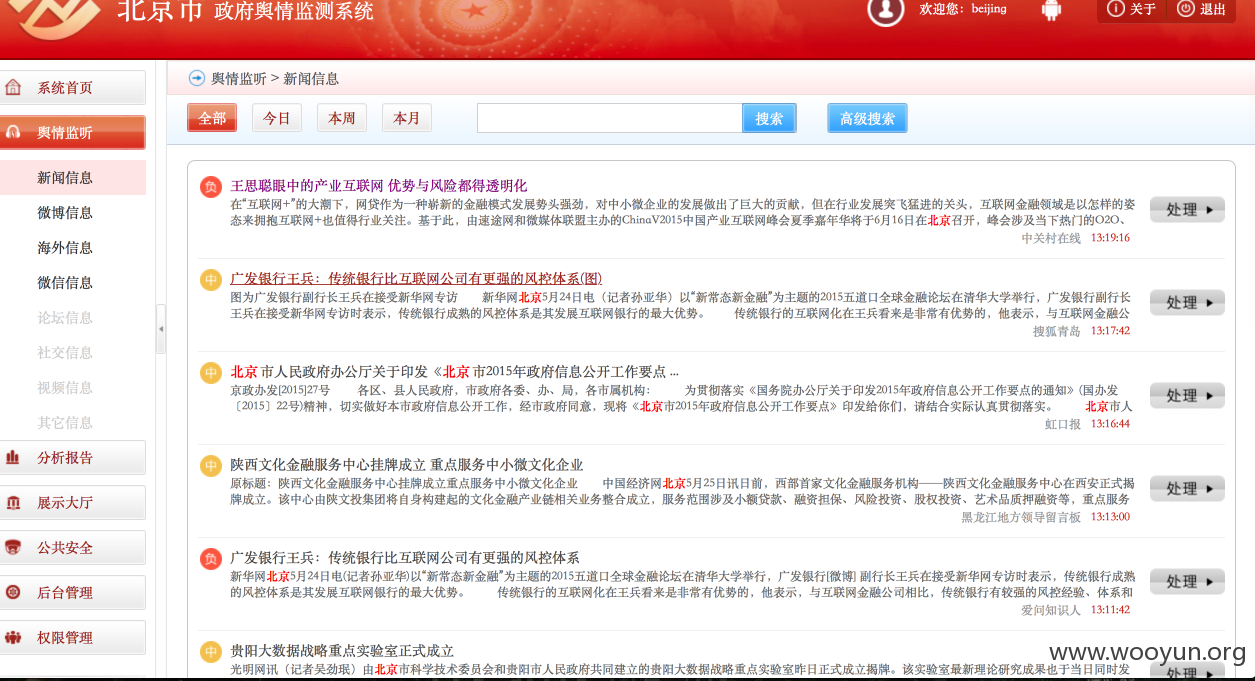 北京市 政府舆情监测系统
欢迎您：beijing
关于
退出
系统首页
舆情监听
新闻信息
微博信息
海外信息
微信信息
论坛信息
社交信息
视频信息
其它信息
分析报告
展示大厅
公共安全
后台管理
权限管理
舆情监听 > 新闻信息
全部 今日 本周 本月 搜索 高级搜索
负 王思聪眼中的产业互联网 优势与风险都得透明化
在“互联网+”的大潮下，网贷作为一种崭新的金融模式发展势头强劲，对中小微企业的发展做出了巨大的贡献，但在行业发展突飞猛进的关头，互联网金融领域是以怎样的姿
态来拥抱互联网+也值得行业关注。基于此，由速途网和微媒体联盟主办的ChinaV2015中国产业互联网峰会夏季嘉年华将于6月16日在北京召开，峰会涉及当下热门的O2O、
处理
中关村在线 13:19:16
中 广发银行王兵：传统银行比互联网公司有更强的风控体系(图)
图为广发银行副行长王兵在接受新华网专访 新华网北京5月24日电（记者孙亚华）以“新常态新金融”为主题的2015五道口全球金融论坛在清华大学举行，广发银行副行长
王兵在接受新华网专访时表示，传统银行成熟的风控体系是其发展互联网银行的最大优势。 传统银行的互联网化在王兵看来是非常有优势的，他表示，与互联网金融公
处理
搜狐青岛 13:17:42
中 北京 市人民政府办公厅关于印发《北京 市2015年政府信息公开工作要点 ...
京政办发[2015]27号 各区、县人民政府，市政府各委、办、局，各市属机构： 为贯彻落实《国务院办公厅关于印发2015年政府信息公开工作要点的通知》(国办发
〔2015〕22号)精神，切实做好本市政府信息公开工作，经市政府同意，现将《北京市2015年政府信息公开工作要点》印发给你们，请结合实际认真贯彻落实。 北京市人
处理
虹口报 13:16:44
中 陕西文化金融服务中心挂牌成立 重点服务中小微文化企业
原标题：陕西文化金融服务中心挂牌成立重点服务中小微文化企业 中国经济网北京5月25日讯日前，西部首家文化金融服务机构——陕西文化金融服务中心在西安正式揭
牌成立。该中心由陕文投集团将自身构建起的文化金融产业链相关业务整合成立，服务范围涉及小额贷款、融资担保、风险投资、股权投资、艺术品质押融资等，重点服务
处理
黑龙江地方领导留言板 13:13:00
负 广发银行王兵：传统银行比互联网公司有更强的风控体系
新华网北京5月24日电(记者孙亚华)以“新常态新金融”为主题的2015五道口全球金融论坛在清华大学举行，广发银行[微博] 副行长王兵在接受新华网专访时表示，传统银行成熟
的风控体系是其发展互联网银行的最大优势。 传统银行的互联网化在王兵看来是非常有优势的，他表示，与互联网金融公司相比，传统银行有较强的风控经验、体系和
处理
爱问知识人 13:11:42
中 贵阳大数据战略重点实验室正式成立
光明网讯（记者吴劲珉）由北京市科学技术委员会和贵阳市人民政府共同建立的贵阳大数据战略重点实验室昨日正式成立揭牌。该实验室最新理论研究成果也于当日同时发
处理
www.wooyun.org